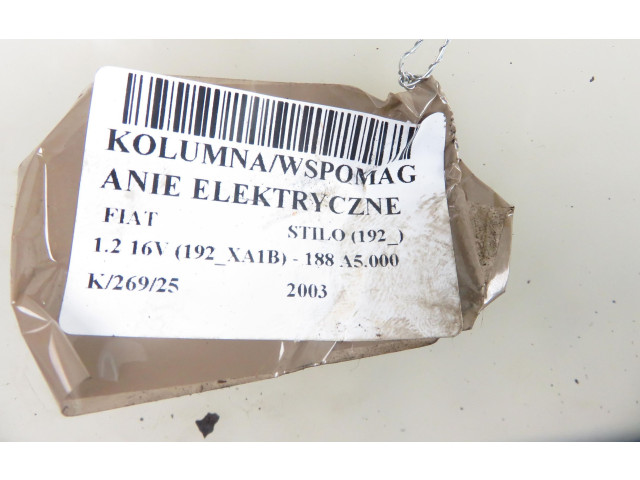 KOLUMNA/WSPOMAG
ANIE ELEKTRYCZNE
FIAT STILO (192_)
1.2 16V (192_XA1B) - 188 A5.000
K/269/25 2003